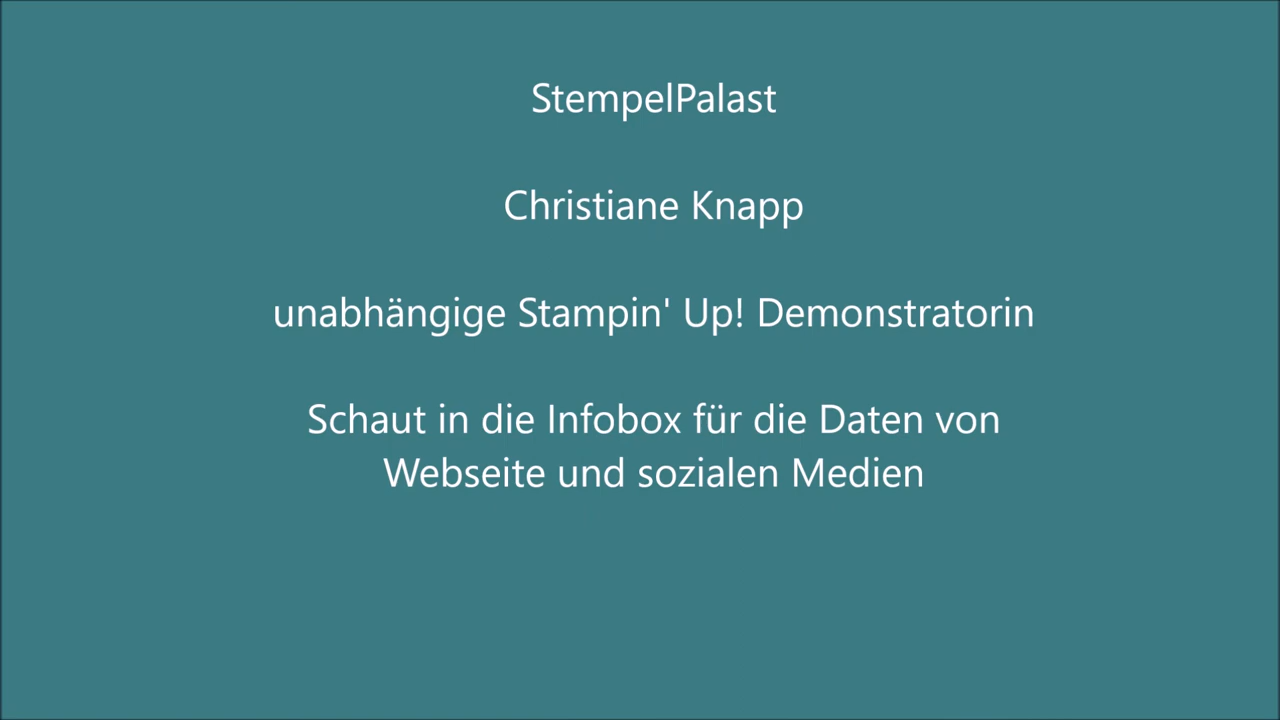 StempelPalast
Christiane Knapp
unabhängige Stampin' Up! Demonstratorin
Schaut in die Infobox für die Daten von
Webseite und sozialen Medien